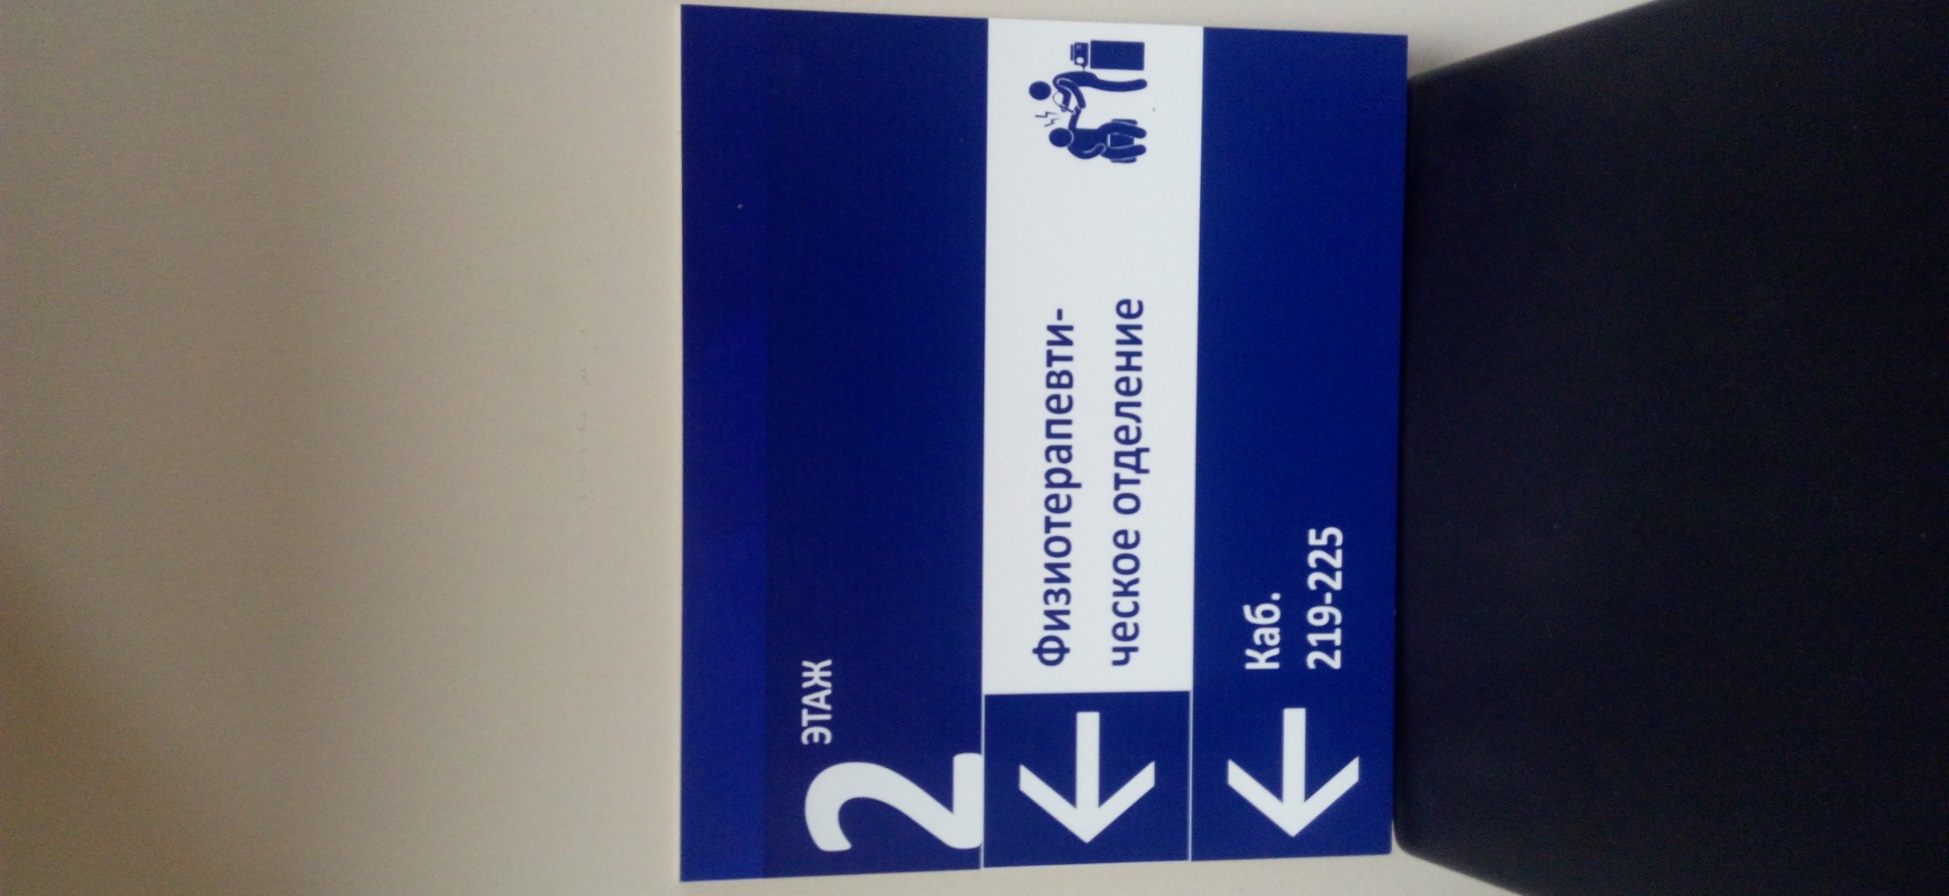 2 ЭТАЖ
Физиотерапевти-
ческое отделение
Каб.
219-225